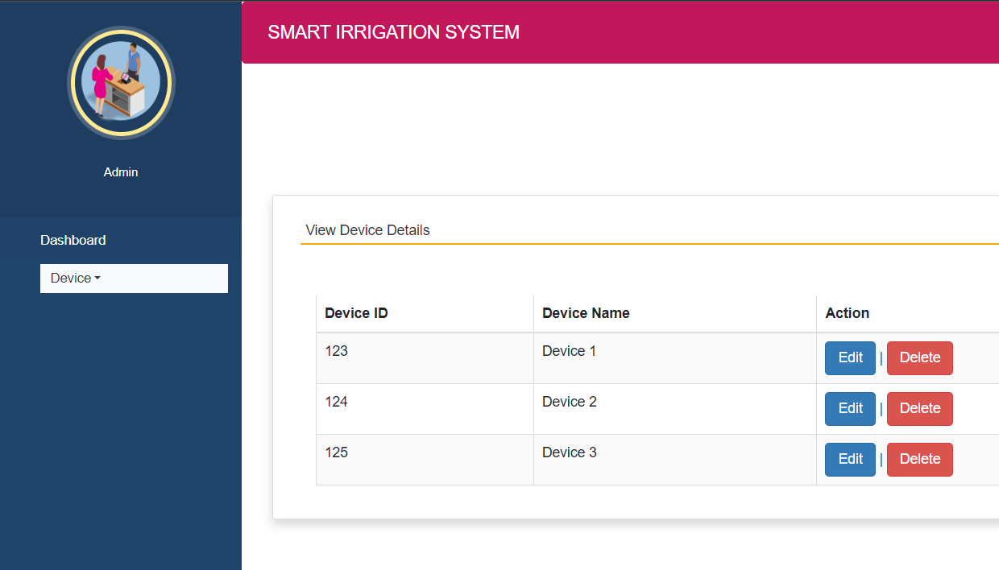 SMART IRRIGATION SYSTEM
Admin
Dashboard
Device
View Device Details
Device ID Device Name Action
123 Device 1 Edit | Delete
124 Device 2 Edit | Delete
125 Device 3 Edit | Delete